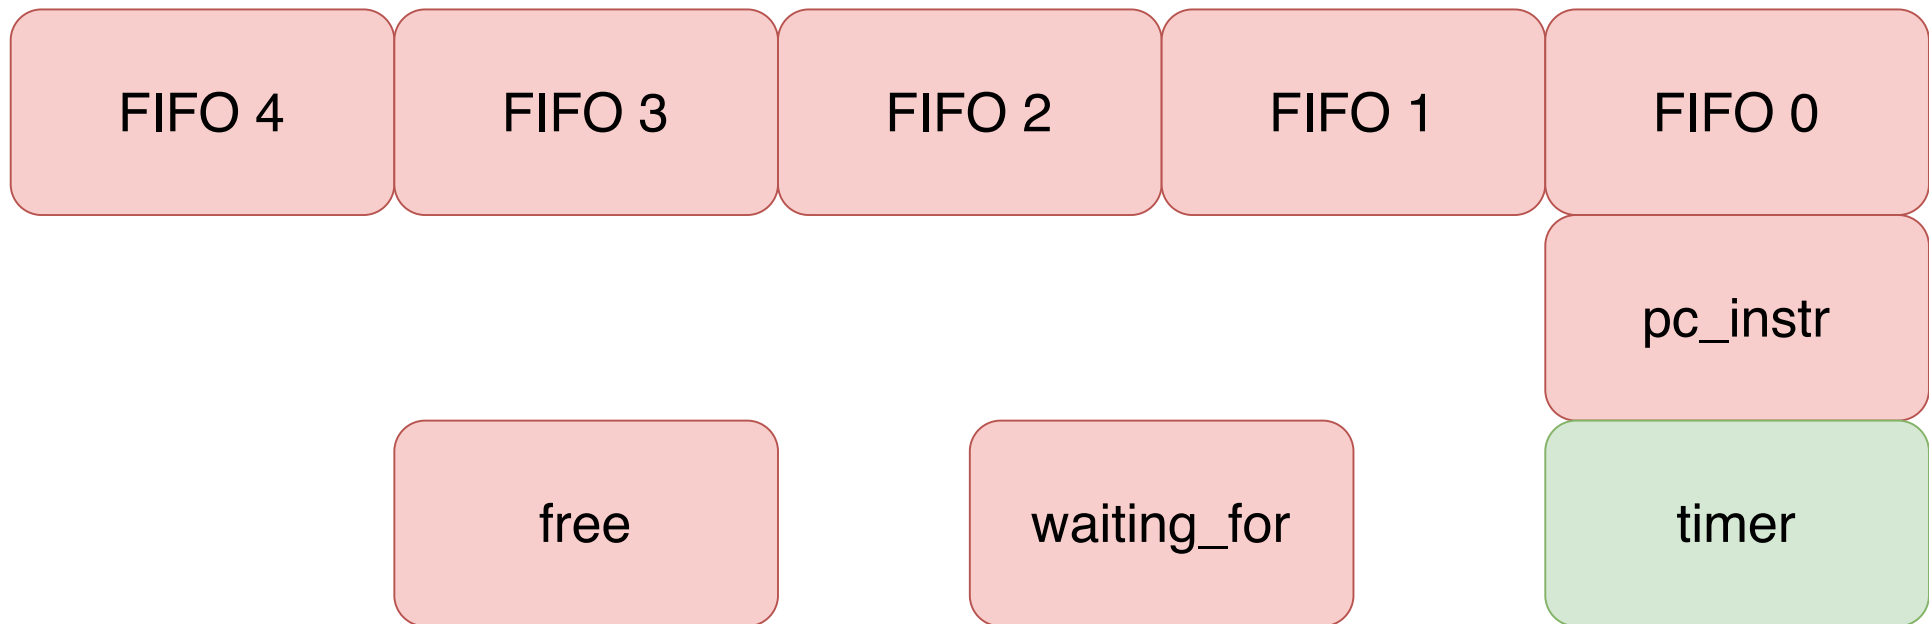 FIFO 4
FIFO 3
FIFO 2
FIFO 1
FIFO 0
pc_instr
free
waiting_for
timer